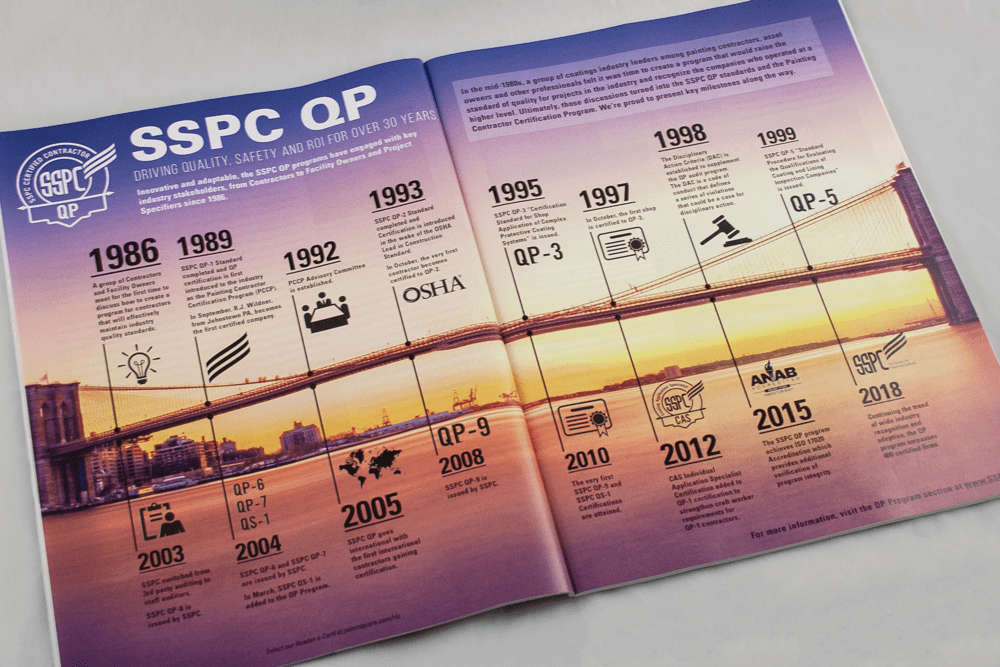 SSPC CERTIFIED CONTRACTOR
SSPC
QP
SSPC QP
DRIVING QUALITY, SAFETY AND ROI FOR OVER 30 YEARS
Innovative and adaptable, the SSPC QP programs have engaged with key
industry stakeholders, from Contractors to Facility Owners and Project
Specifiers since 1986.
In the mid-1980s, a group of coatings industry leaders among painting contractors, asset
owners and other professionals felt it was time to create a program that would raise the
standard of quality for projects in the industry and recognize the companies who operated at a
higher level. Ultimately, those discussions turned into the SSPC QP standards and the Painting
Contractor Certification Program. We're proud to present key milestones along the way.
1986
A group of Contractors
and Facility Owners
meet for the first time to
discuss how to create a
program for contractors
that will effectively
maintain industry
quality standards.
1989
SSPC QP-1 Standard
completed and QP
certification is first
introduced to the industry
as the Painting Contractor
Certification Program (PCCP).
In September, R.J. Wildner,
from Johnstown PA, becomes
the first certified company.
1992
PCCP Advisory Committee
is established.
1993
SSPC QP-2 Standard
completed and
Certification is introduced
in the wake of the OSHA
Lead in Construction
Standard.
In October, the very first
contractor becomes
certified to QP-2.
OSHA
1995
SSPC QP-3 "Certification
Standard for Shop
Application of Complex
Protective Coating
Systems" is issued.
QP-3
1997
In October, the first shop
is certified to QP-3.
1998
The Disciplinary
Action Criteria (DAC) is
established to supplement
the QP audit program.
The DAC is a code of
conduct that defines
a series of violations
that could be a case for
disciplinary action.
1999
SSPC QP-5 "Standard
Procedure for Evaluating
the Qualifications of
Coating and Lining
Inspection Companies"
is issued.
QP-5
2003
SSPC switched from
3rd party auditing to
staff auditors.
SSPC QP-8 is
issued by SSPC.
QP-6
QP-7
QS-1
2004
SSPC QP-6 and SSPC QP-7
are issued by SSPC.
In March, SSPC QS-1 is
added to the QP Program.
2005
SSPC QP goes
international with
the first international
contractors gaining
certification.
QP-9
2008
SSPC QP-9 is
issued by SSPC.
2010
The very first
SSPC QP-9 and
SSPC QS-1
Certifications
are attained.
SSPC
CAS
2012
CAS Individual
Application Specialist
Certification added to
QP-1 certification to
strengthen craft worker
requirements for
QP-1 contractors.
ANAB
2015
The SSPC QP program
achieves ISO 17020
Accreditation which
provides additional
verification of
program integrity.
SSPC
2018
Continuing the trend
of wide industry
recognition and
adoption, the QP
program surpasses
400 certified firms
For more information, visit the QP Program section at www.SS
Select our Reader e-Card at paintsquare.com/ric